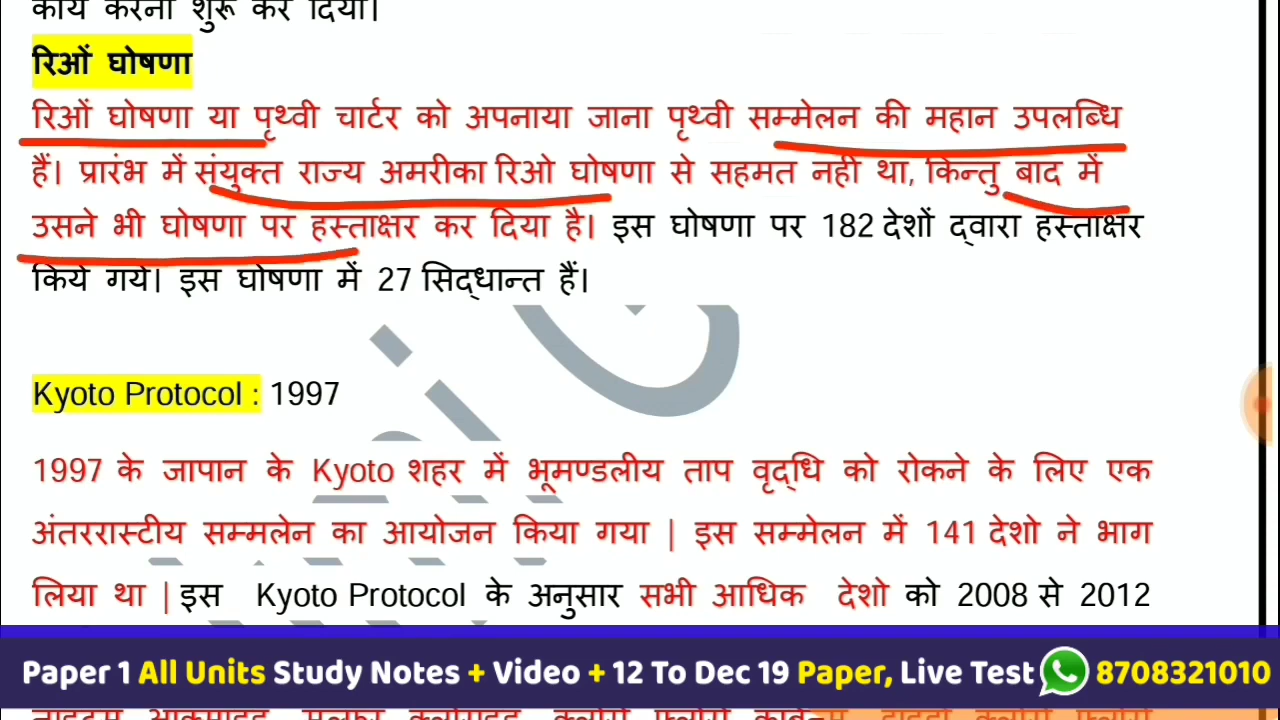 कार्य करना शुरू कर दिया।
रिओं घोषणा
रिओं घोषणा या पृथ्वी चार्टर को अपनाया जाना पृथ्वी सम्मेलन की महान उपलब्धि
हैं। प्रारंभ में संयुक्त राज्य अमरीका रिओ घोषणा से सहमत नही था, किन्तु बाद में
उसने भी घोषणा पर हस्ताक्षर कर दिया है। इस घोषणा पर 182 देशों द्वारा हस्ताक्षर
किये गये। इस घोषणा में 27 सिद्धान्त हैं।
Kyoto Protocol : 1997
1997 के जापान के Kyoto शहर में भूमण्डलीय ताप वृद्धि को रोकने के लिए एक
अंतररास्टीय सम्मलेन का आयोजन किया गया | इस सम्मेलन में 141 देशो ने भाग
लिया था | इस Kyoto Protocol के अनुसार सभी आधिक देशो को 2008 से 2012
Paper 1 All Units Study Notes + Video + 12 To Dec 19 Paper, Live Test 8708321010